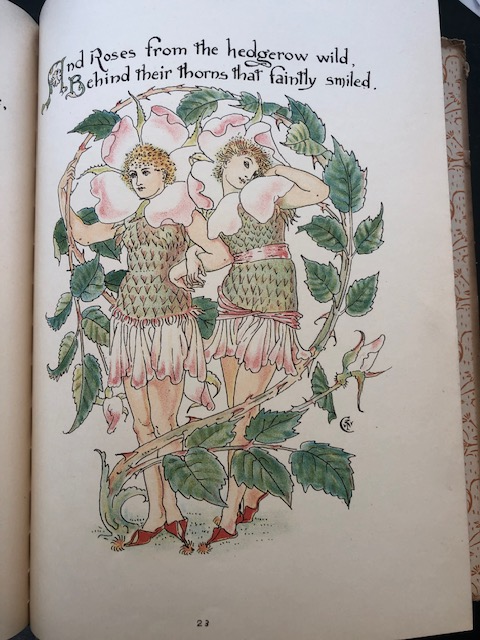 And Roses from the hedgerow wild,
Behind their thorns that faintly smiled.
23